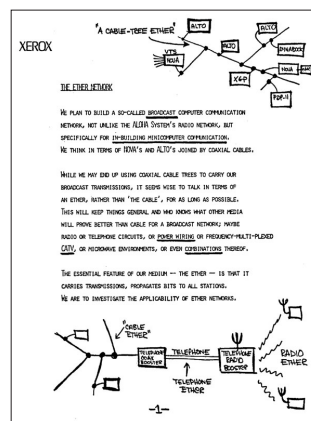 "A CABLE-TREE ETHER"
ALTO
ALTO
ALTO
DYNABOOK
VTS
NOVA
XGP
NOVA
PDP-11
XEROX
THE ETHER NETWORK
WE PLAN TO BUILD A SO-CALLED BROADCAST COMPUTER COMMUNICATION
NETWORK, NOT UNLIKE THE ALOHA SYSTEM'S RADIO NETWORK, BUT
SPECIFICALLY FOR IN-BUILDING MINICOMPUTER COMMUNICATION.
WE THINK IN TERMS OF NOVA'S AND ALTO'S JOINED BY COAXIAL CABLES.
WHILE WE MAY END UP USING COAXIAL CABLE TREES TO CARRY OUR
BROADCAST TRANSMISSIONS, IT SEEMS WISE TO TALK IN TERMS OF
AN ETHER, RATHER THAN 'THE CABLE', FOR AS LONG AS POSSIBLE.
THIS WILL KEEP THINGS GENERAL AND WHO KNOWS WHAT OTHER MEDIA
WILL PROVE BETTER THAN CABLE FOR A BROADCAST NETWORK; MAYBE
RADIO OR TELEPHONE CIRCUITS, OR POWER WIRING OR FREQUENCY-MULTI-PLEXED
CATV, OR MICROWAVE ENVIRONMENTS, OR EVEN COMBINATIONS THEREOF.
THE ESSENTIAL FEATURE OF OUR MEDIUM -- THE ETHER -- IS THAT IT
CARRIES TRANSMISSIONS, PROPAGATES BITS TO ALL STATIONS.
WE ARE TO INVESTIGATE THE APPLICABILITY OF ETHER NETWORKS.
"CABLE
ETHER"
TELEPHONE
COAX
BOOSTER
TELEPHONE
TELEPHONE
ETHER
TELEPHONE
RADIO
BOOSTER
RADIO
ETHER
-1-